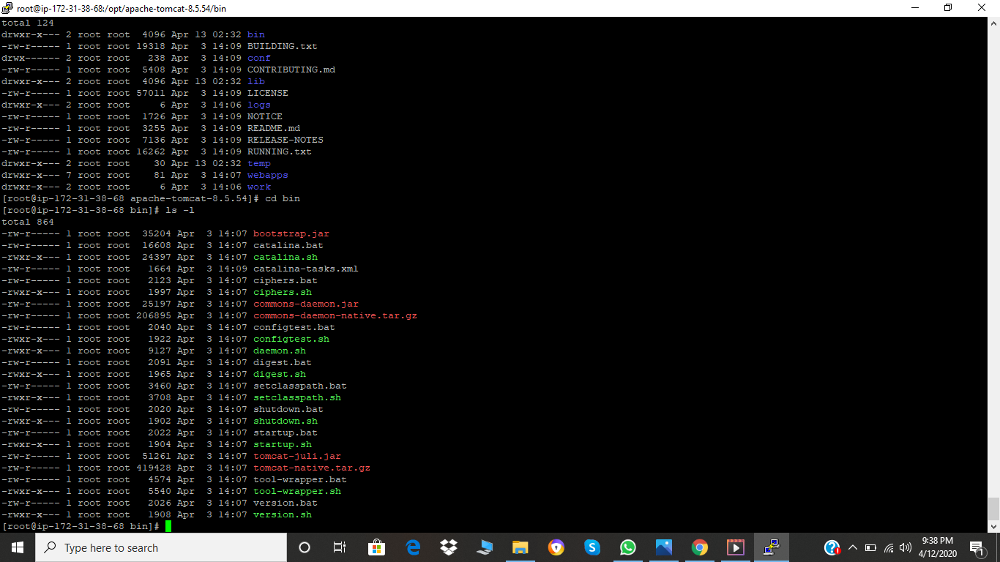 root@ip-172-31-38-68:/opt/apache-tomcat-8.5.54/bin
total 124
drwxr-x--- 2 root root  4096 Apr 13 02:32 bin
-rw-r----- 1 root root 19318 Apr  3 14:09 BUILDING.txt
drwx------ 2 root root   238 Apr  3 14:09 conf
-rw-r----- 1 root root  5408 Apr  3 14:09 CONTRIBUTING.md
drwxr-x--- 2 root root  4096 Apr 13 02:32 lib
-rw-r----- 1 root root 57011 Apr  3 14:09 LICENSE
drwxr-x--- 2 root root     6 Apr  3 14:06 logs
-rw-r----- 1 root root  1726 Apr  3 14:09 NOTICE
-rw-r----- 1 root root  3255 Apr  3 14:09 README.md
-rw-r----- 1 root root  7136 Apr  3 14:09 RELEASE-NOTES
-rw-r----- 1 root root 16262 Apr  3 14:09 RUNNING.txt
drwxr-x--- 2 root root    30 Apr 13 02:32 temp
drwxr-x--- 7 root root    81 Apr  3 14:07 webapps
drwxr-x--- 2 root root     6 Apr  3 14:06 work
[root@ip-172-31-38-68 apache-tomcat-8.5.54]# cd bin
[root@ip-172-31-38-68 bin]# ls -l
total 864
-rw-r----- 1 root root  35204 Apr  3 14:07 bootstrap.jar
-rw-r----- 1 root root  16608 Apr  3 14:07 catalina.bat
-rwxr-x--- 1 root root  24397 Apr  3 14:07 catalina.sh
-rw-r----- 1 root root   1664 Apr  3 14:09 catalina-tasks.xml
-rw-r----- 1 root root   2123 Apr  3 14:07 ciphers.bat
-rwxr-x--- 1 root root   1997 Apr  3 14:07 ciphers.sh
-rw-r----- 1 root root  25197 Apr  3 14:07 commons-daemon.jar
-rw-r----- 1 root root 206895 Apr  3 14:07 commons-daemon-native.tar.gz
-rw-r----- 1 root root   2040 Apr  3 14:07 configtest.bat
-rwxr-x--- 1 root root   1922 Apr  3 14:07 configtest.sh
-rwxr-x--- 1 root root   9127 Apr  3 14:07 daemon.sh
-rw-r----- 1 root root   2091 Apr  3 14:07 digest.bat
-rwxr-x--- 1 root root   1965 Apr  3 14:07 digest.sh
-rw-r----- 1 root root   3460 Apr  3 14:07 setclasspath.bat
-rwxr-x--- 1 root root   3708 Apr  3 14:07 setclasspath.sh
-rw-r----- 1 root root   2020 Apr  3 14:07 shutdown.bat
-rwxr-x--- 1 root root   1902 Apr  3 14:07 shutdown.sh
-rw-r----- 1 root root   2022 Apr  3 14:07 startup.bat
-rwxr-x--- 1 root root   1904 Apr  3 14:07 startup.sh
-rw-r----- 1 root root  51261 Apr  3 14:07 tomcat-juli.jar
-rw-r----- 1 root root 419428 Apr  3 14:07 tomcat-native.tar.gz
-rw-r----- 1 root root   4574 Apr  3 14:07 tool-wrapper.bat
-rwxr-x--- 1 root root   5540 Apr  3 14:07 tool-wrapper.sh
-rw-r----- 1 root root   2026 Apr  3 14:07 version.bat
-rwxr-x--- 1 root root   1908 Apr  3 14:07 version.sh
[root@ip-172-31-38-68 bin]#
Type here to search
9:38 PM
4/12/2020
1